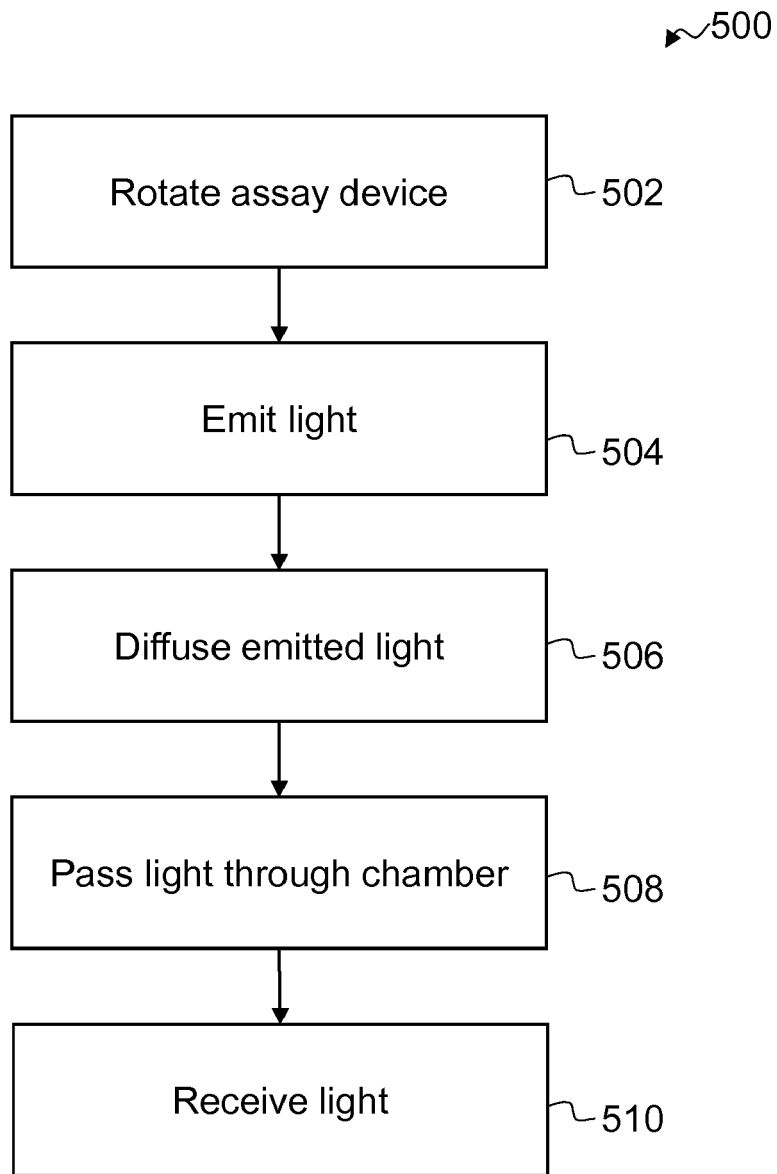 500
Rotate assay device
502
Emit light
504
Diffuse emitted light
506
Pass light through chamber
508
Receive light
510